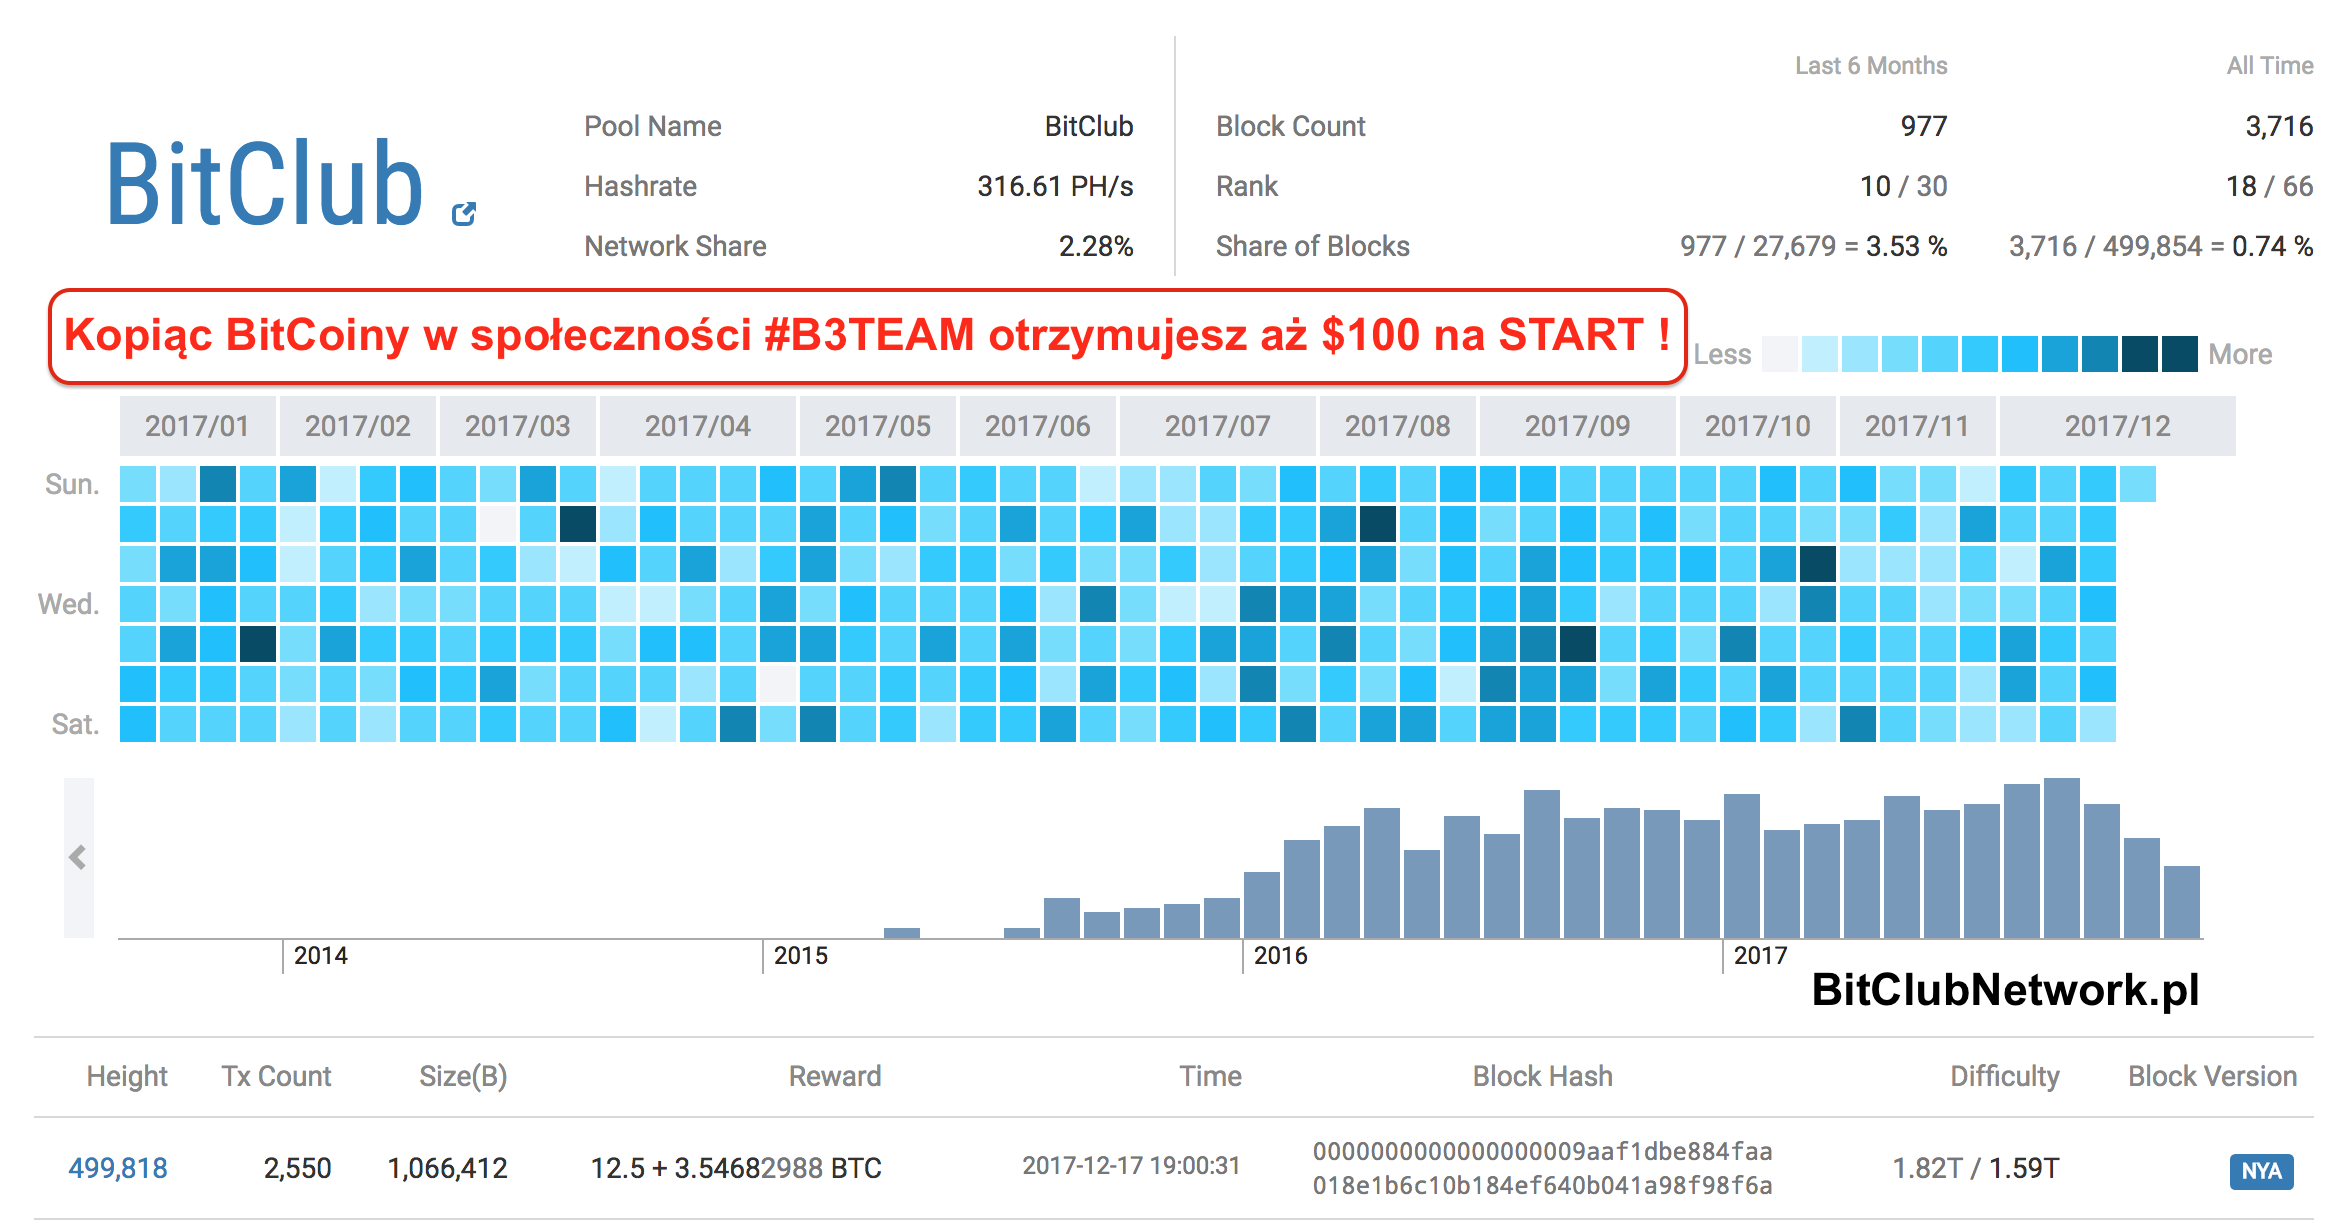 Last 6 Months All Time
BitClub
Pool Name BitClub Block Count 977 3,716
Hashrate 316.61 PH/s Rank 10 / 30 18 / 66
Network Share 2.28% Share of Blocks 977 / 27,679 = 3.53 % 3,716 / 499,854 = 0.74 %
Kopiąc BitCoiny w społeczności #B3TEAM otrzymujesz aż $100 na START !
Less More
2017/01 2017/02 2017/03 2017/04 2017/05 2017/06 2017/07 2017/08 2017/09 2017/10 2017/11 2017/12
Sun.
Wed.
Sat.
2014 2015 2016 2017
BitClubNetwork.pl
Height Tx Count Size(B) Reward Time Block Hash Difficulty Block Version
499,818 2,550 1,066,412 12.5 + 3.54682988 BTC 2017-12-17 19:00:31 0000000000000000009aaf1dbe884faa 1.82T / 1.59T NYA
018e1b6c10b184ef640b041a98f98f6a